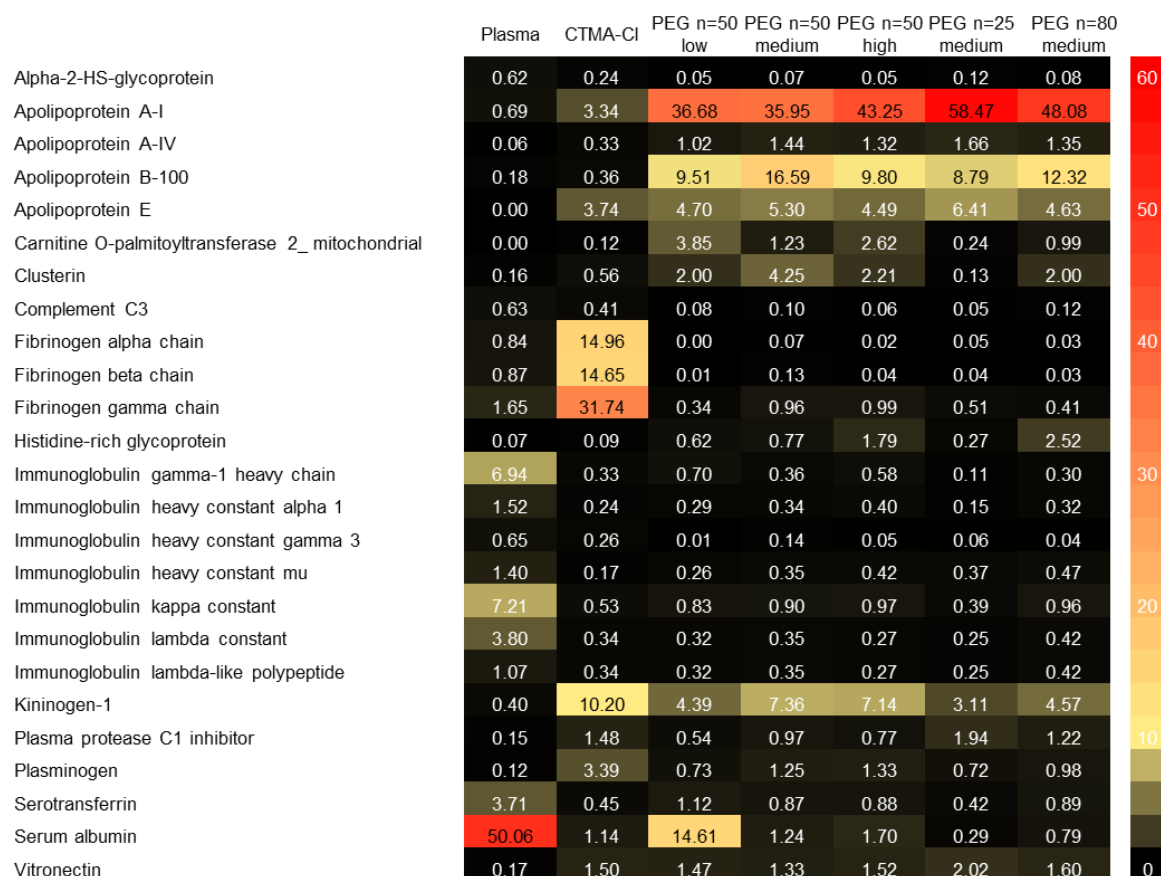 Plasma CTMA-Cl PEG n=50 low PEG n=50 medium PEG n=50 high PEG n=25 medium PEG n=80 medium
Alpha-2-HS-glycoprotein 0.62 0.24 0.05 0.07 0.05 0.12 0.08 60
Apolipoprotein A-I 0.69 3.34 36.68 35.95 43.25 58.47 48.08
Apolipoprotein A-IV 0.06 0.33 1.02 1.44 1.32 1.66 1.35
Apolipoprotein B-100 0.18 0.36 9.51 16.59 9.80 8.79 12.32
Apolipoprotein E 0.00 3.74 4.70 5.30 4.49 6.41 4.63 50
Carnitine O-palmitoyltransferase 2_ mitochondrial 0.00 0.12 3.85 1.23 2.62 0.24 0.99
Clusterin 0.16 0.56 2.00 4.25 2.21 0.13 2.00
Complement C3 0.63 0.41 0.08 0.10 0.06 0.05 0.12
Fibrinogen alpha chain 0.84 14.96 0.00 0.07 0.02 0.05 0.03 40
Fibrinogen beta chain 0.87 14.65 0.01 0.13 0.04 0.04 0.03
Fibrinogen gamma chain 1.65 31.74 0.34 0.96 0.99 0.51 0.41
Histidine-rich glycoprotein 0.07 0.09 0.62 0.77 1.79 0.27 2.52
Immunoglobulin gamma-1 heavy chain 6.94 0.33 0.70 0.36 0.58 0.11 0.30 30
Immunoglobulin heavy constant alpha 1 1.52 0.24 0.29 0.34 0.40 0.15 0.32
Immunoglobulin heavy constant gamma 3 0.65 0.26 0.01 0.14 0.05 0.06 0.04
Immunoglobulin heavy constant mu 1.40 0.17 0.26 0.35 0.42 0.37 0.47
Immunoglobulin kappa constant 7.21 0.53 0.83 0.90 0.97 0.39 0.96 20
Immunoglobulin lambda constant 3.80 0.34 0.32 0.35 0.27 0.25 0.42
Immunoglobulin lambda-like polypeptide 1.07 0.34 0.32 0.35 0.27 0.25 0.42
Kininogen-1 0.40 10.20 4.39 7.36 7.14 3.11 4.57
Plasma protease C1 inhibitor 0.15 1.48 0.54 0.97 0.77 1.94 1.22 10
Plasminogen 0.12 3.39 0.73 1.25 1.33 0.72 0.98
Serotransferrin 3.71 0.45 1.12 0.87 0.88 0.42 0.89
Serum albumin 50.06 1.14 14.61 1.24 1.70 0.29 0.79
Vitronectin 0.17 1.50 1.47 1.33 1.52 2.02 1.60 0